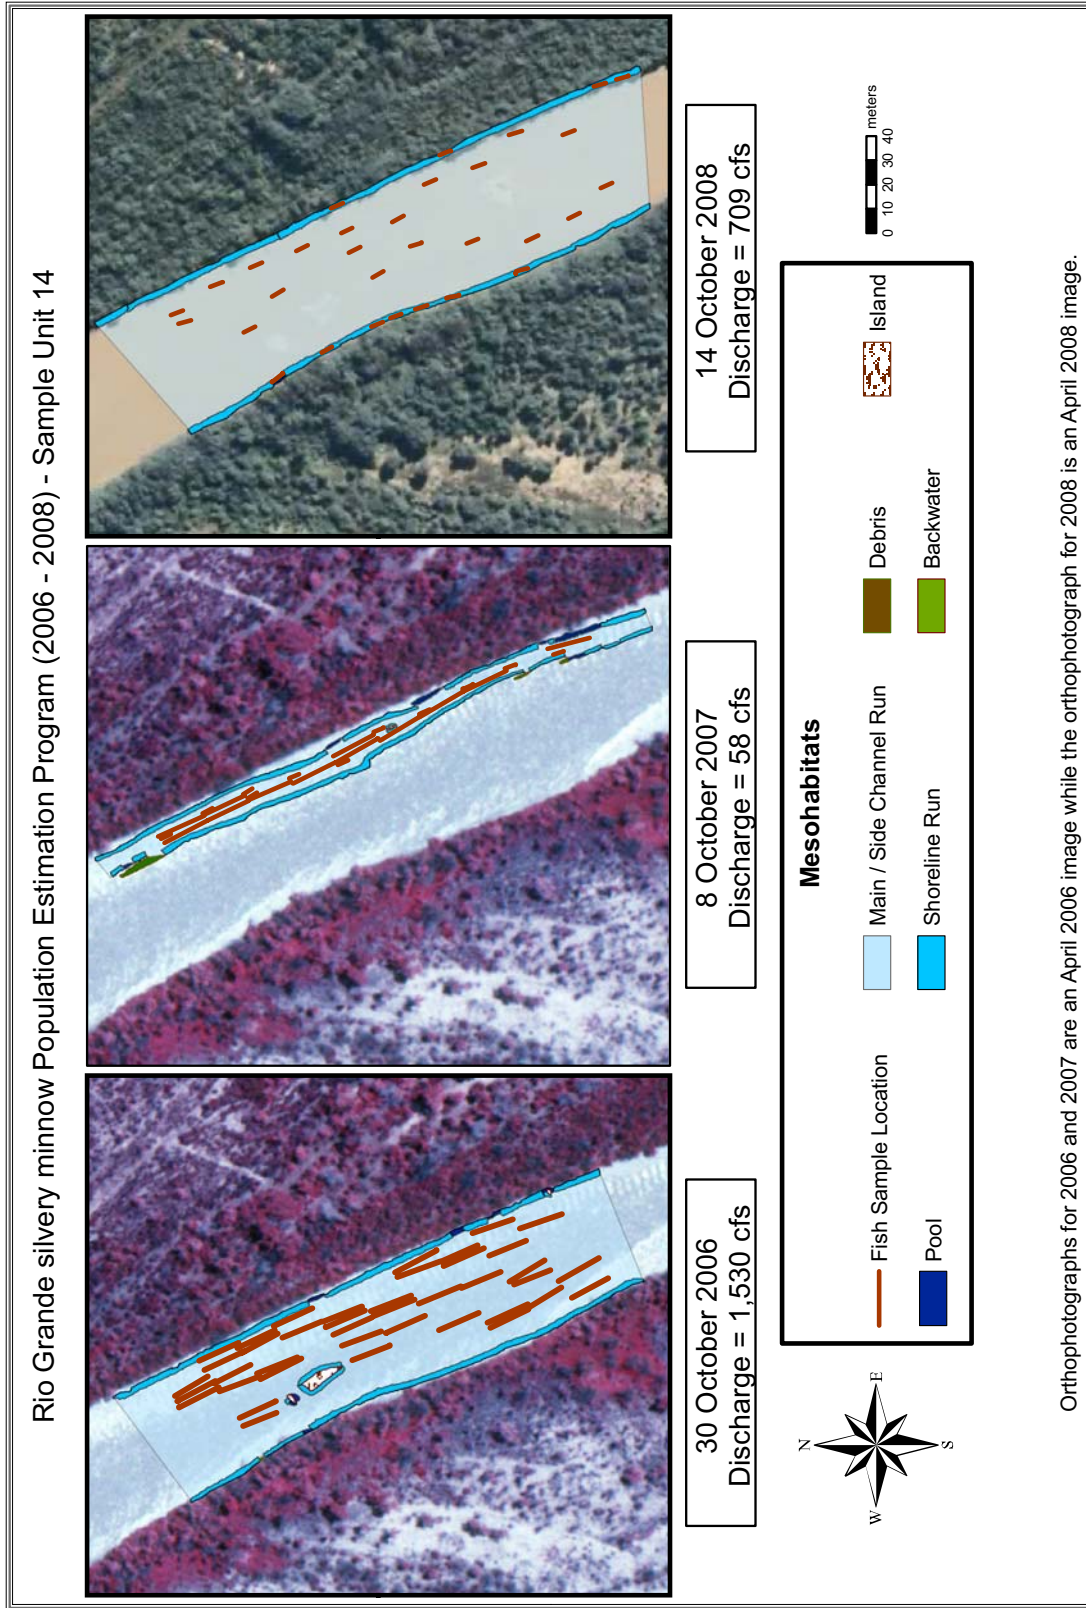 Rio Grande silvery minnow Population Estimation Program (2006 - 2008) - Sample Unit 14
30 October 2006
Discharge = 1,530 cfs
8 October 2007
Discharge = 58 cfs
14 October 2008
Discharge = 709 cfs
N
W
E
S
Mesohabitats
Fish Sample Location
Main / Side Channel Run
Debris
Island
Pool
Shoreline Run
Backwater
0 10 20 30 40
meters
Orthophotographs for 2006 and 2007 are an April 2006 image while the orthophotograph for 2008 is an April 2008 image.